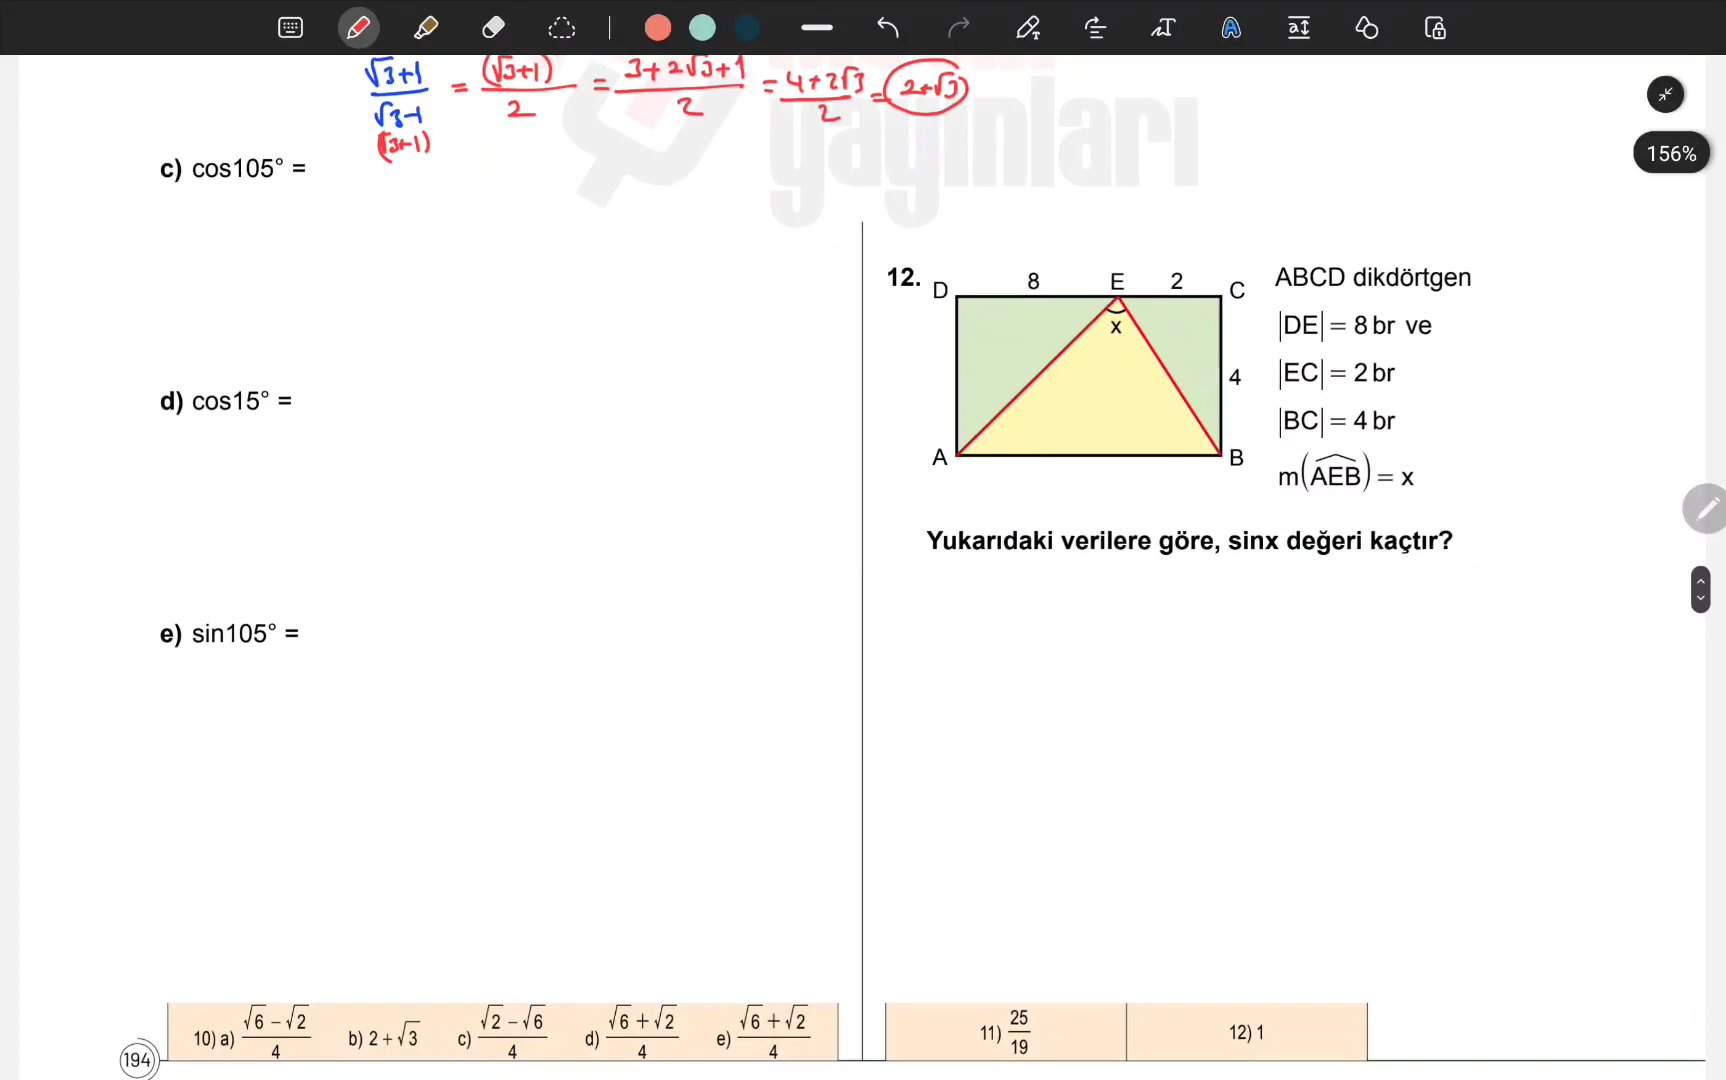 √3+1 / √3-1 = (√3+1) / 2 = 3+2√3+1 / 2 = 4+2√3 / 2 = 2+√3
(√3+1)
yayınları
156%
c) cos105° =
d) cos15° =
e) sin105° =
12. D 8 E 2 C
x
4
A B
ABCD dikdörtgen
|DE| = 8 br ve
|EC| = 2 br
|BC| = 4 br
m(AEB) = x
Yukarıdaki verilere göre, sinx değeri kaçtır?
10) a) √6 − √2 / 4 b) 2 + √3 c) √2 − √6 / 4 d) √6 + √2 / 4 e) √6 + √2 / 4
11) 25 / 19
12) 1
194